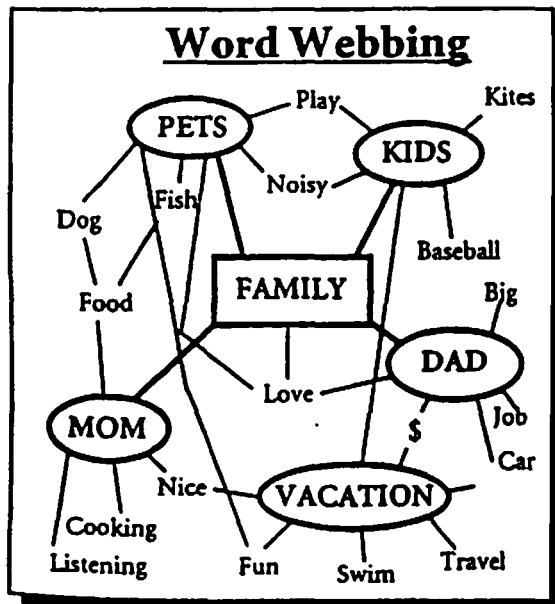 Word Webbing
Play
Kites
PETS
KIDS
Fish
Noisy
Dog
Baseball
Food
FAMILY
Big
DAD
Love
Job
MOM
$
Car
Nice
VACATION
Cooking
Listening
Fun
Swim
Travel